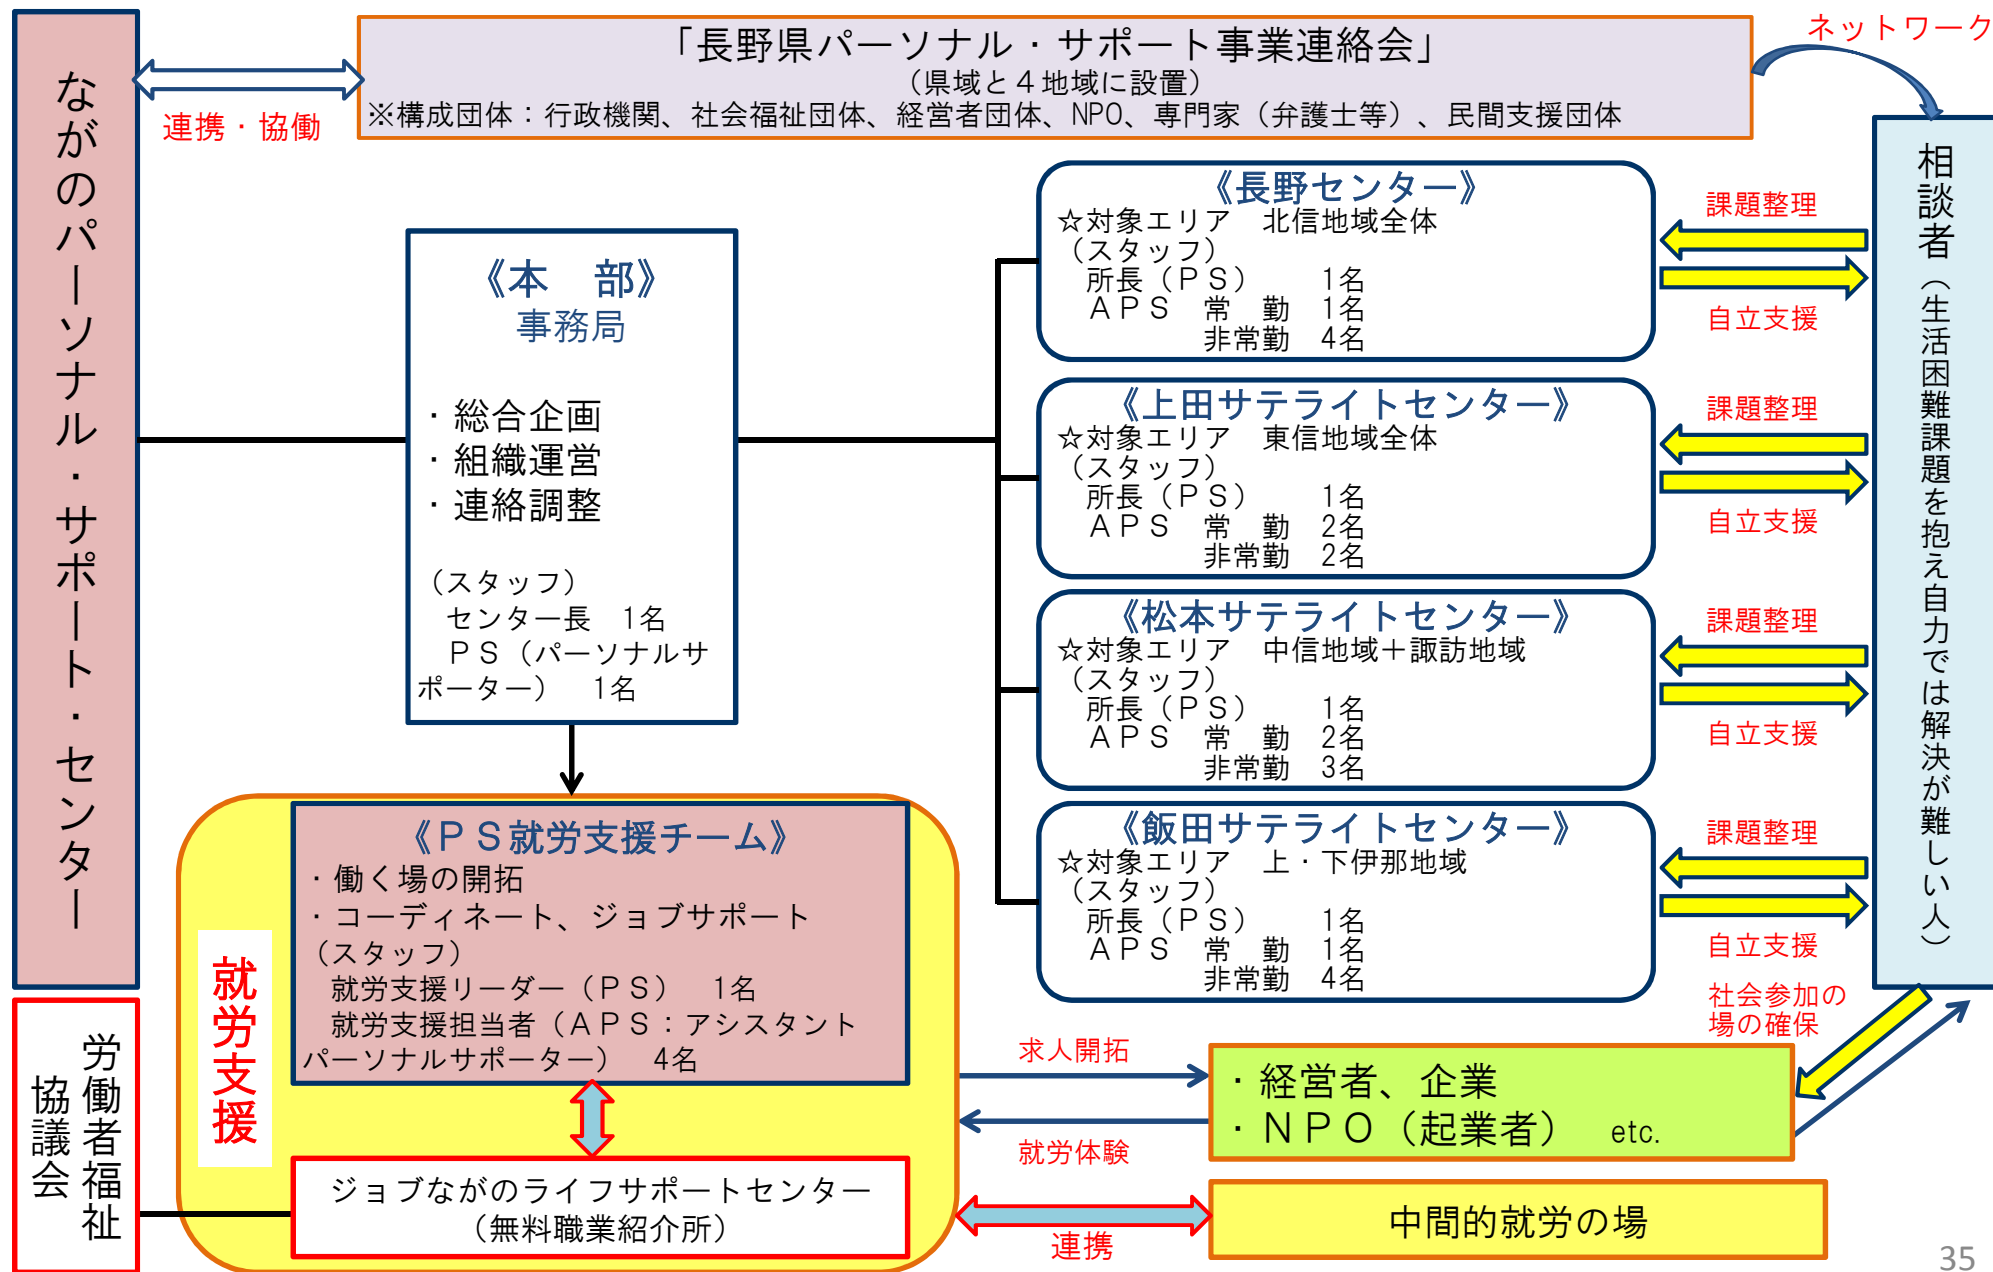 ながのパーソナル・サポート・センター
「長野県パーソナル・サポート事業連絡会」
（県域と４地域に設置）
※構成団体：行政機関、社会福祉団体、経営者団体、NPO、専門家（弁護士等）、民間支援団体
連携・協働
ネットワーク
相談者（生活困難課題を抱え自力では解決が難しい人）
《本　部》
事務局
・総合企画
・組織運営
・連絡調整
（スタッフ）
センター長　1名
ＰＳ（パーソナルサ
ポーター）　1名
《長野センター》
☆対象エリア　北信地域全体
（スタッフ）
所長（ＰＳ）　　1名
ＡＰＳ　常　勤　1名
非常勤　4名
課題整理
自立支援
《上田サテライトセンター》
☆対象エリア　東信地域全体
（スタッフ）
所長（ＰＳ）　　1名
ＡＰＳ　常　勤　2名
非常勤　2名
課題整理
自立支援
《松本サテライトセンター》
☆対象エリア　中信地域＋諏訪地域
（スタッフ）
所長（ＰＳ）　　1名
ＡＰＳ　常　勤　2名
非常勤　3名
課題整理
自立支援
《飯田サテライトセンター》
☆対象エリア　上・下伊那地域
（スタッフ）
所長（ＰＳ）　　1名
ＡＰＳ　常　勤　1名
非常勤　4名
課題整理
自立支援
就労支援
《ＰＳ就労支援チーム》
・働く場の開拓
・コーディネート、ジョブサポート
（スタッフ）
就労支援リーダー（ＰＳ）　1名
就労支援担当者（ＡＰＳ：アシスタント
パーソナルサポーター）　4名
労働者福祉
協議会
ジョブながのライフサポートセンター
（無料職業紹介所）
求人開拓
就労体験
連携
社会参加の
場の確保
・経営者、企業
・ＮＰＯ（起業者）　etc.
中間的就労の場
35